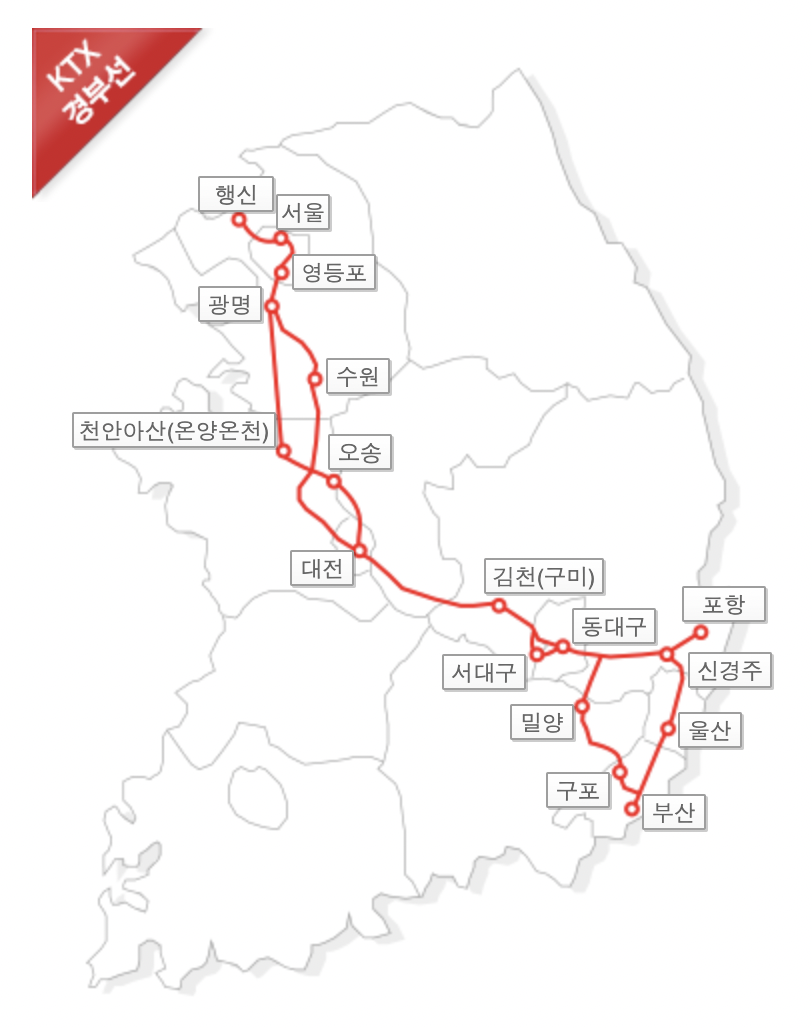 KTX
경부선
행신
서울
영등포
광명
수원
천안아산(온양온천)
오송
대전
김천(구미)
포항
동대구
서대구
신경주
밀양
울산
구포
부산